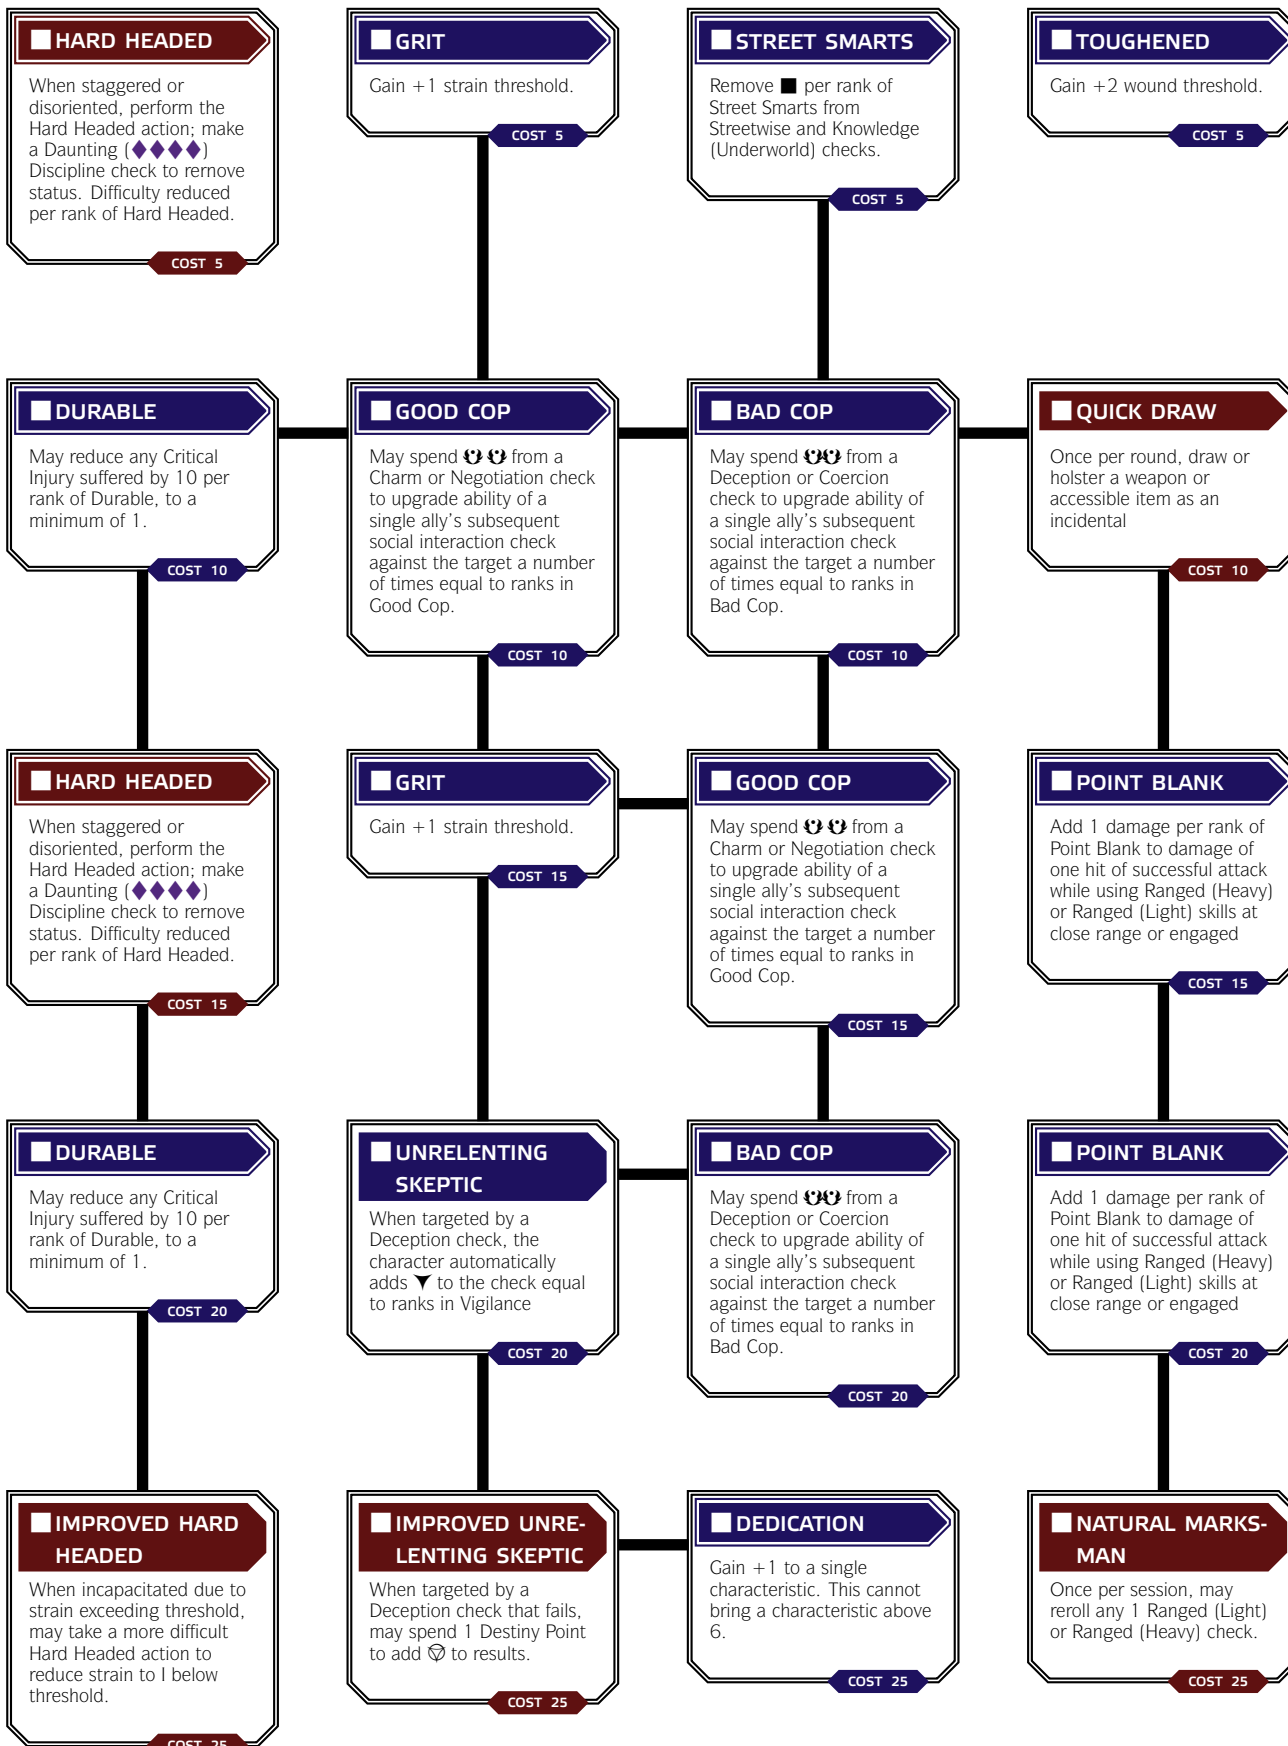 HARD HEADED
When staggered or
disoriented, perform the
Hard Headed action; make
a Daunting (♦♦♦♦)
Discipline check to rernove
status. Difficulty reduced
per rank of Hard Headed.
COST 5
GRIT
Gain +1 strain threshold.
COST 5
STREET SMARTS
Remove ■ per rank of
Street Smarts from
Streetwise and Knowledge
(Underworld) checks.
COST 5
TOUGHENED
Gain +2 wound threshold.
COST 5
DURABLE
May reduce any Critical
Injury suffered by 10 per
rank of Durable, to a
minimum of 1.
COST 10
GOOD COP
May spend from a
Charm or Negotiation check
to upgrade ability of a
single ally's subsequent
social interaction check
against the target a number
of times equal to ranks in
Good Cop.
COST 10
BAD COP
May spend from a
Deception or Coercion
check to upgrade ability of
a single ally's subsequent
social interaction check
against the target a number
of times equal to ranks in
Bad Cop.
COST 10
QUICK DRAW
Once per round, draw or
holster a weapon or
accessible item as an
incidental
COST 10
HARD HEADED
When staggered or
disoriented, perform the
Hard Headed action; make
a Daunting (♦♦♦♦)
Discipline check to rernove
status. Difficulty reduced
per rank of Hard Headed.
COST 15
GRIT
Gain +1 strain threshold.
COST 15
GOOD COP
May spend from a
Charm or Negotiation check
to upgrade ability of a
single ally's subsequent
social interaction check
against the target a number
of times equal to ranks in
Good Cop.
COST 15
POINT BLANK
Add 1 damage per rank of
Point Blank to damage of
one hit of successful attack
while using Ranged (Heavy)
or Ranged (Light) skills at
close range or engaged
COST 15
DURABLE
May reduce any Critical
Injury suffered by 10 per
rank of Durable, to a
minimum of 1.
COST 20
UNRELENTING
SKEPTIC
When targeted by a
Deception check, the
character automatically
adds to the check equal
to ranks in Vigilance
COST 20
BAD COP
May spend from a
Deception or Coercion
check to upgrade ability of
a single ally's subsequent
social interaction check
against the target a number
of times equal to ranks in
Bad Cop.
COST 20
POINT BLANK
Add 1 damage per rank of
Point Blank to damage of
one hit of successful attack
while using Ranged (Heavy)
or Ranged (Light) skills at
close range or engaged
COST 20
IMPROVED HARD
HEADED
When incapacitated due to
strain exceeding threshold,
may take a more difficult
Hard Headed action to
reduce strain to I below
threshold.
COST 25
IMPROVED UNRE-
LENTING SKEPTIC
When targeted by a
Deception check that fails,
may spend 1 Destiny Point
to add to results.
COST 25
DEDICATION
Gain +1 to a single
characteristic. This cannot
bring a characteristic above
6.
COST 25
NATURAL MARKS-
MAN
Once per session, may
reroll any 1 Ranged (Light)
or Ranged (Heavy) check.
COST 25